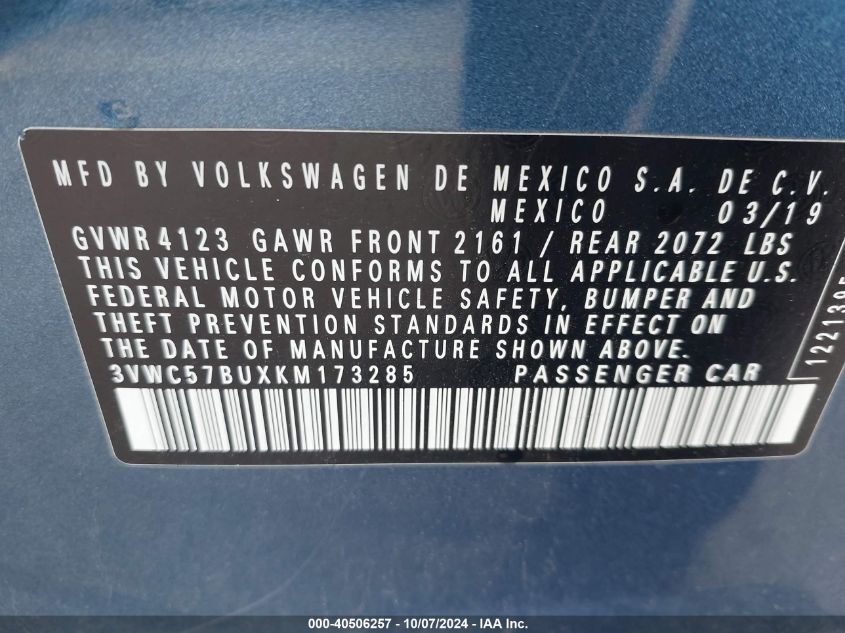 MFD BY VOLKSWAGEN DE MEXICO S.A. DE C.V.
MEXICO 03/19
GVWR 4123 GAWR FRONT 2161 / REAR 2072 LBS
THIS VEHICLE CONFORMS TO ALL APPLICABLE U.S.
FEDERAL MOTOR VEHICLE SAFETY, BUMPER AND
THEFT PREVENTION STANDARDS IN EFFECT ON
THE DATE OF MANUFACTURE SHOWN ABOVE.
3VWC57BUXKM173285 PASSENGER CAR
000-40506257 - 10/07/2024 - IAA Inc.